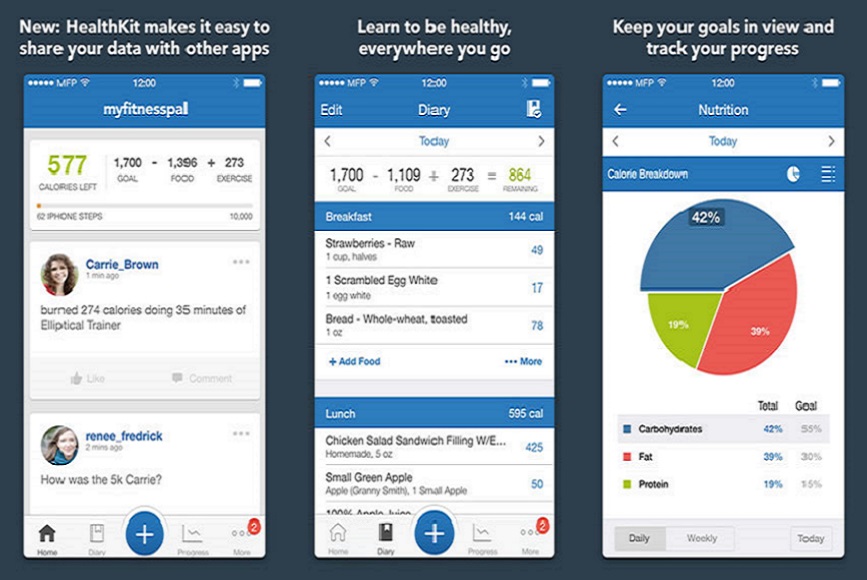 New: HealthKit makes it easy to
share your data with other apps
MFP 12:00
myfitnesspal
577
CALORIES LEFT
1,700 - 1,396 + 273
GOAL FOOD EXERCISE
62 IPHONE STEPS 10,000
Carrie_Brown
1 min ago
burned 274 calories doing 35 minutes of
Elliptical Trainer
Like Comment
renee_fredrick
2 mins ago
How was the 5k Carrie?
2
Home Diary + Progress More
Learn to be healthy,
everywhere you go
MFP 12:00
Edit Diary
< Today >
1,700 - 1,109 + 273 = 864
GOAL FOOD EXERCISE REMAINING
Breakfast 144 cal
Strawberries - Raw 49
1 cup, halves
1 Scrambled Egg White 17
1 egg white
Bread - Whole-wheat, toasted 78
1 oz
+ Add Food ••• More
Lunch 595 cal
Chicken Salad Sandwich Filling W/E... 425
Homemade, 5 oz
Small Green Apple 50
Apple (Granny Smith), 1 Small Apple
100% Apple Juice
2
Home Diary + Progress More
Keep your goals in view and
track your progress
MFP 12:00
Nutrition
< Today >
Calorie Breakdown
42%
19%
39%
Total Goal
Carbohydrates 42% 55%
Fat 39% 30%
Protein 19% 15%
Daily Weekly Today